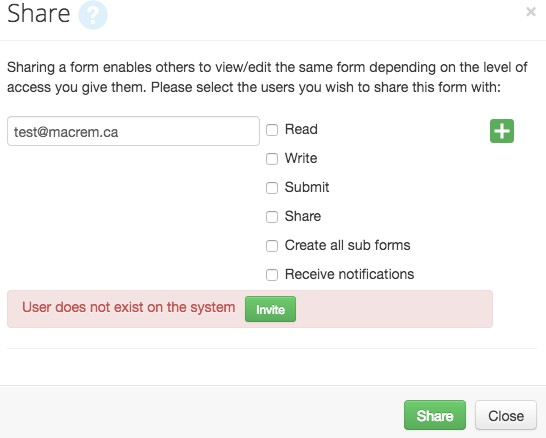 Share ?
×
Sharing a form enables others to view/edit the same form depending on the level of
access you give them. Please select the users you wish to share this form with:
test@macrem.ca
Read
Write
Submit
Share
Create all sub forms
Receive notifications
User does not exist on the system Invite
Share Close